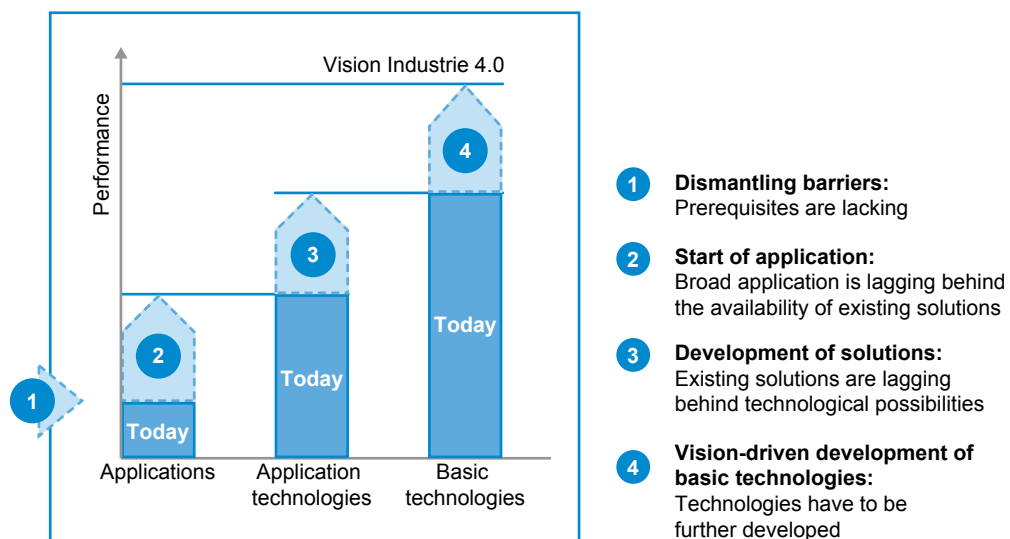 Vision Industrie 4.0
Performance
4
3
2
1
Today
Today
Today
Applications
Application
technologies
Basic
technologies
1
Dismantling barriers:
Prerequisites are lacking
2
Start of application:
Broad application is lagging behind
the availability of existing solutions
3
Development of solutions:
Existing solutions are lagging
behind technological possibilities
4
Vision-driven development of
basic technologies:
Technologies have to be
further developed